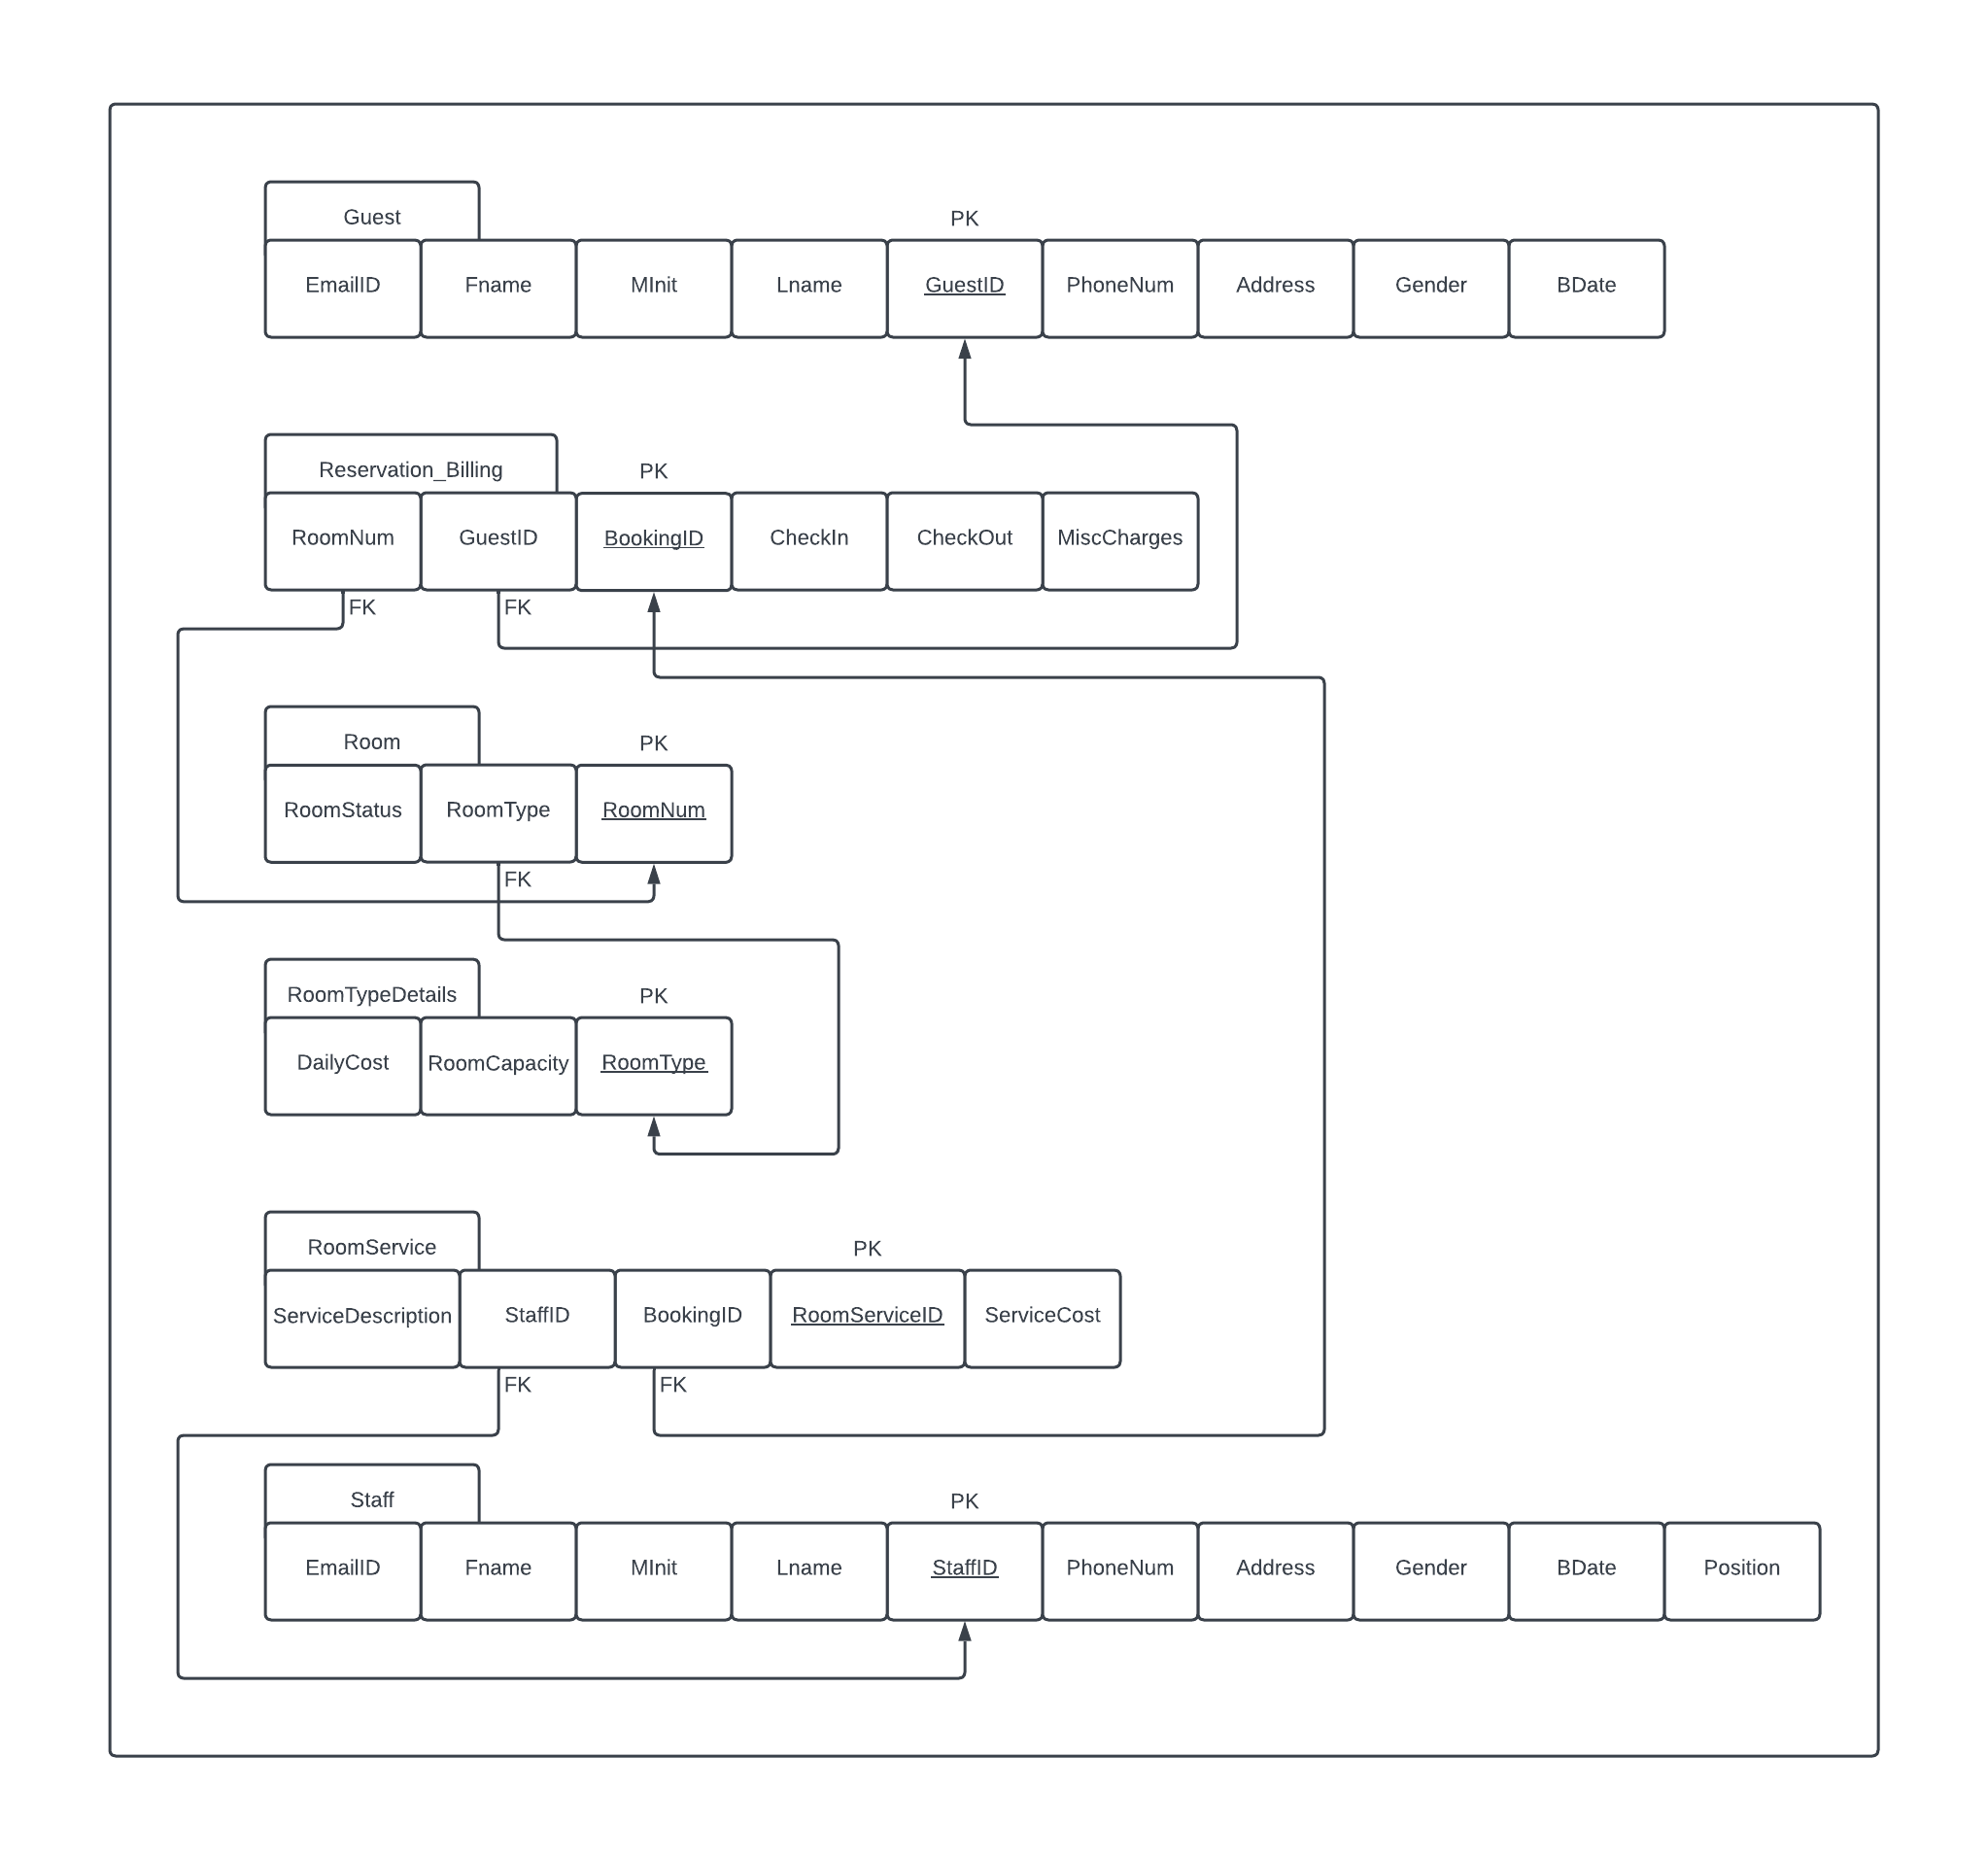 Guest
PK
EmailID Fname MInit Lname GuestID PhoneNum Address Gender BDate
Reservation_Billing
PK
RoomNum GuestID BookingID CheckIn CheckOut MiscCharges
FK FK
Room
PK
RoomStatus RoomType RoomNum
FK
RoomTypeDetails
PK
DailyCost RoomCapacity RoomType
RoomService
PK
ServiceDescription StaffID BookingID RoomServiceID ServiceCost
FK FK
Staff
PK
EmailID Fname MInit Lname StaffID PhoneNum Address Gender BDate Position